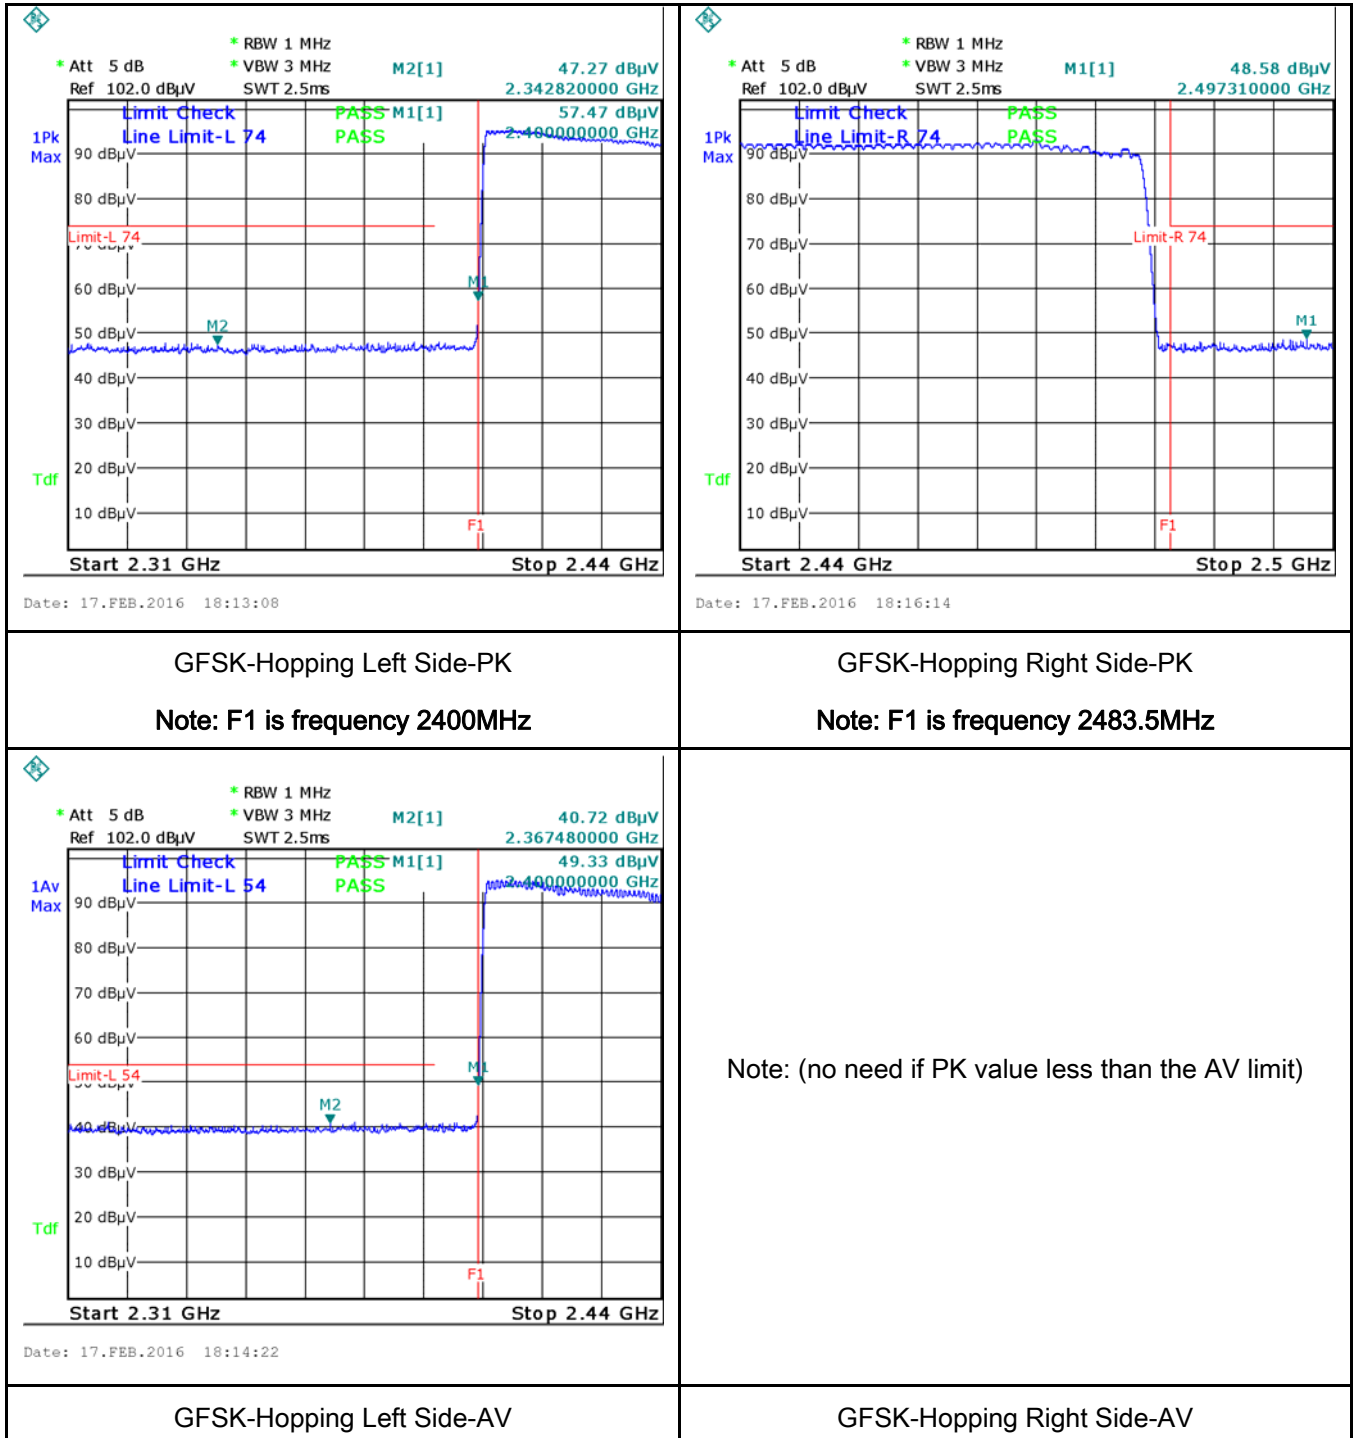 * RBW 1 MHz
* Att 5 dB * VBW 3 MHz M2[1] 47.27 dBµV
Ref 102.0 dBµV SWT 2.5ms 2.342820000 GHz
Limit Check PASS M1[1] 57.47 dBµV
1Pk Line Limit-L 74 PASS 2.400000000 GHz
Max
90 dBµV
80 dBµV
Limit-L 74
70 dBµV
M1
60 dBµV
M2
50 dBµV
40 dBµV
30 dBµV
20 dBµV
Tdf
10 dBµV
F1
Start 2.31 GHz Stop 2.44 GHz
Date: 17.FEB.2016 18:13:08
* RBW 1 MHz
* Att 5 dB * VBW 3 MHz M1[1] 48.58 dBµV
Ref 102.0 dBµV SWT 2.5ms 2.497310000 GHz
Limit Check PASS
1Pk Line Limit-R 74 PASS
Max
90 dBµV
80 dBµV
Limit-R 74
70 dBµV
60 dBµV
M1
50 dBµV
40 dBµV
30 dBµV
20 dBµV
Tdf
10 dBµV
F1
Start 2.44 GHz Stop 2.5 GHz
Date: 17.FEB.2016 18:16:14
GFSK-Hopping Left Side-PK
Note: F1 is frequency 2400MHz
GFSK-Hopping Right Side-PK
Note: F1 is frequency 2483.5MHz
* RBW 1 MHz
* Att 5 dB * VBW 3 MHz M2[1] 40.72 dBµV
Ref 102.0 dBµV SWT 2.5ms 2.367480000 GHz
Limit Check PASS M1[1] 49.33 dBµV
1Av Line Limit-L 54 PASS 2.400000000 GHz
Max
90 dBµV
80 dBµV
70 dBµV
60 dBµV
M1
Limit-L 54
50 dBµV
M2
40 dBµV
30 dBµV
20 dBµV
Tdf
10 dBµV
F1
Start 2.31 GHz Stop 2.44 GHz
Date: 17.FEB.2016 18:14:22
Note: (no need if PK value less than the AV limit)
GFSK-Hopping Left Side-AV
GFSK-Hopping Right Side-AV